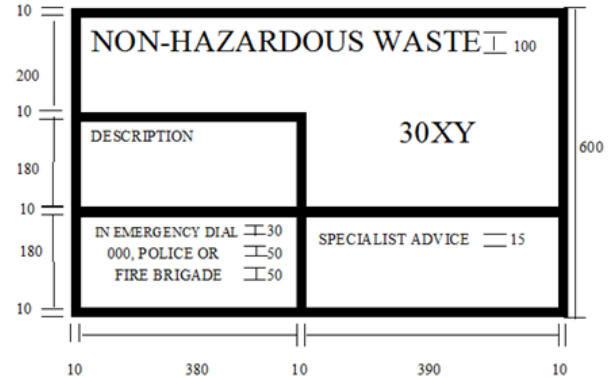 10
NON-HAZARDOUS WASTE 100
200
10
DESCRIPTION
30XY
600
180
10
IN EMERGENCY DIAL 30
000, POLICE OR 50
FIRE BRIGADE 50
SPECIALIST ADVICE 15
180
10
10 380 10 390 10